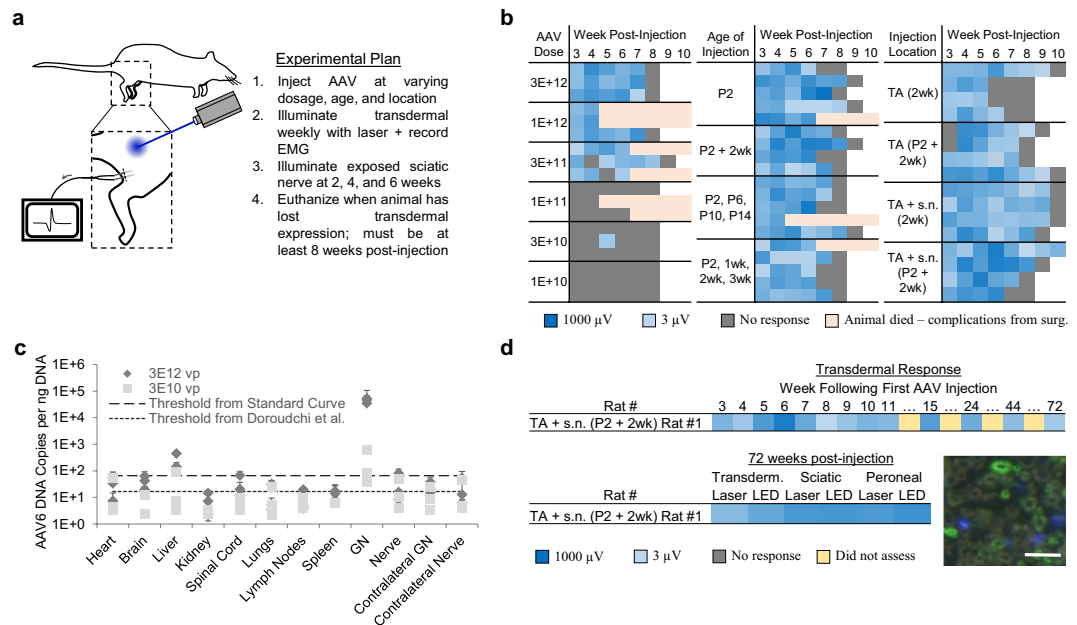 a
Experimental Plan
1. Inject AAV at varying
dosage, age, and location
2. Illuminate transdermal
weekly with laser + record
EMG
3. Illuminate exposed sciatic
nerve at 2, 4, and 6 weeks
4. Euthanize when animal has
lost transdermal
expression; must be at
least 8 weeks post-injection
b
AAV
Dose
Week Post-Injection
3 4 5 6 7 8 9 10
3E+12
1E+12
3E+11
1E+11
3E+10
1E+10
Age of
Injection
Week Post-Injection
3 4 5 6 7 8 9 10
P2
P2 + 2wk
P2, P6,
P10, P14
P2, 1wk,
2wk, 3wk
Injection
Location
Week Post-Injection
3 4 5 6 7 8 9 10
TA (2wk)
TA (P2 +
2wk)
TA + s.n.
(2wk)
TA + s.n.
(P2 +
2wk)
1000 µV 3 µV No response Animal died – complications from surg.
c
AAV6 DNA Copies per ng DNA
1E+6
1E+5
1E+4
1E+3
1E+2
1E+1
1E+0
3E12 vp
3E10 vp
Threshold from Standard Curve
Threshold from Doroudchi et al.
Heart
Brain
Liver
Kidney
Spinal Cord
Lungs
Lymph Nodes
Spleen
GN
Nerve
Contralateral GN
Contralateral Nerve
d
Transdermal Response
Week Following First AAV Injection
Rat # 3 4 5 6 7 8 9 10 11 ... 15 ... 24 ... 44 ... 72
TA + s.n. (P2 + 2wk) Rat #1
72 weeks post-injection
Transderm. Sciatic Peroneal
Rat # Laser LED Laser LED Laser LED
TA + s.n. (P2 + 2wk) Rat #1
1000 µV 3 µV No response Did not assess